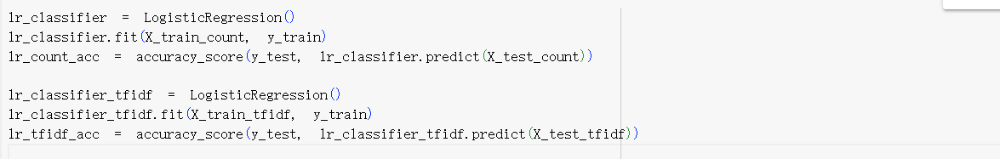 lr_classifier = LogisticRegression()
lr_classifier.fit(X_train_count, y_train)
lr_count_acc = accuracy_score(y_test, lr_classifier.predict(X_test_count))
lr_classifier_tfidf = LogisticRegression()
lr_classifier_tfidf.fit(X_train_tfidf, y_train)
lr_tfidf_acc = accuracy_score(y_test, lr_classifier_tfidf.predict(X_test_tfidf))